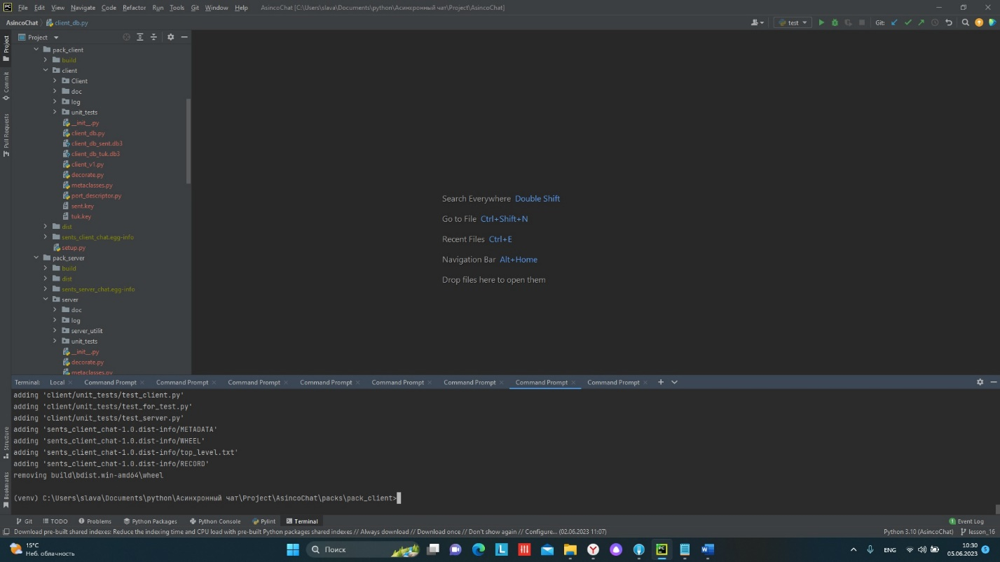 PC File Edit View Navigate Code Refactor Run Tools Git Window Help AsincoChat [C:\Users\slava\Documents\python\Асинхронный чат\Project\AsincoChat]
AsincoChat client_db.py test Git:
Project
Project
Commit
Pull Requests
pack_client
build
client
Client
doc
log
unit_tests
__init__.py
client_db.py
client_db_sent.db3
client_db_tuk.db3
client_v1.py
decorate.py
metaclasses.py
port_descriptor.py
sent.key
tuk.key
dist
sents_client_chat.egg-info
setup.py
pack_server
build
dist
sents_server_chat.egg-info
server
doc
log
server_utilit
unit_tests
__init__.py
decorate.py
metaclasses.py
Search Everywhere Double Shift
Go to File Ctrl+Shift+N
Recent Files Ctrl+E
Navigation Bar Alt+Home
Drop files here to open them
Terminal: Local Command Prompt Command Prompt Command Prompt Command Prompt Command Prompt Command Prompt Command Prompt Command Prompt
adding 'client/unit_tests/test_client.py'
adding 'client/unit_tests/test_for_test.py'
adding 'client/unit_tests/test_server.py'
adding 'sents_client_chat-1.0.dist-info/METADATA'
adding 'sents_client_chat-1.0.dist-info/WHEEL'
adding 'sents_client_chat-1.0.dist-info/top_level.txt'
adding 'sents_client_chat-1.0.dist-info/RECORD'
removing build\bdist.win-amd64\wheel
(venv) C:\Users\slava\Documents\python\Асинхронный чат\Project\AsincoChat\packs\pack_client>
Structure
Bookmarks
Git TODO Problems Python Packages Python Console Pylint Terminal 1 Event Log
Download pre-built shared indexes: Reduce the indexing time and CPU load with pre-built Python packages shared indexes // Always download // Download once // Don't show again // Configure... (02.06.2023 11:07) Python 3.10 (AsincoChat) lesson_16
15°C
Неб. облачность
Поиск
L
PC
W
ENG
10:30
05.06.2023
5